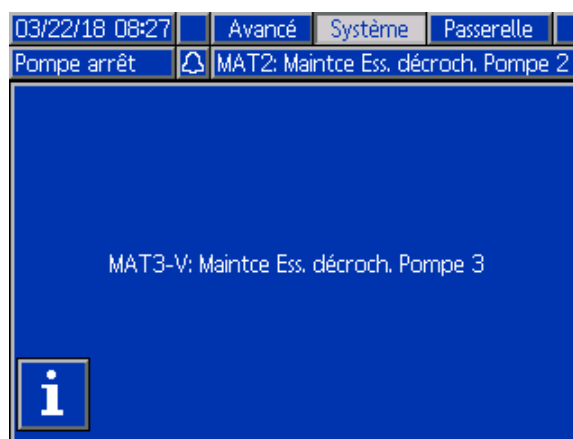 03/22/18 08:27 Avancé Système Passerelle
Pompe arrêt MAT2: Maintce Ess. décroch. Pompe 2
MAT3-V: Maintce Ess. décroch. Pompe 3
i